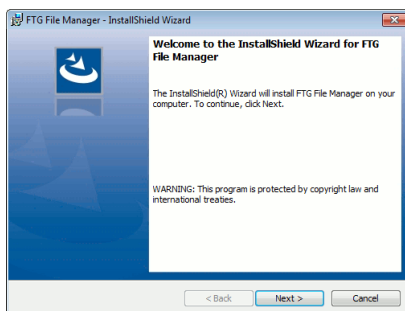 FTG File Manager - InstallShield Wizard
Welcome to the InstallShield Wizard for FTG
File Manager
The InstallShield(R) Wizard will install FTG File Manager on your
computer. To continue, click Next.
WARNING: This program is protected by copyright law and
international treaties.
< Back Next > Cancel